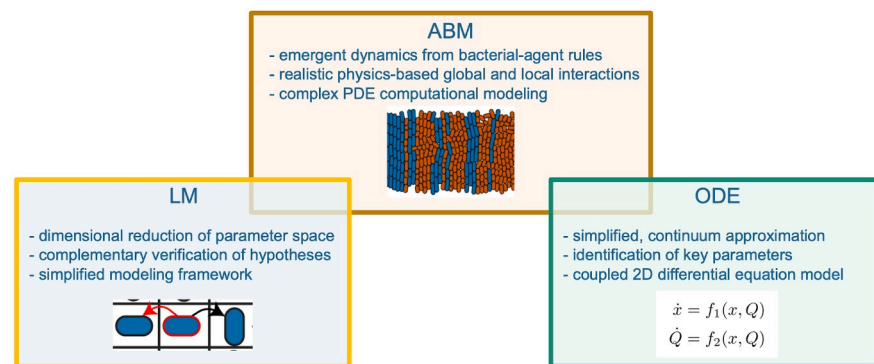 ABM
- emergent dynamics from bacterial-agent rules
- realistic physics-based global and local interactions
- complex PDE computational modeling
LM
- dimensional reduction of parameter space
- complementary verification of hypotheses
- simplified modeling framework
ODE
- simplified, continuum approximation
- identification of key parameters
- coupled 2D differential equation model
ẋ = f₁(x, Q)
Q̇ = f₂(x, Q)